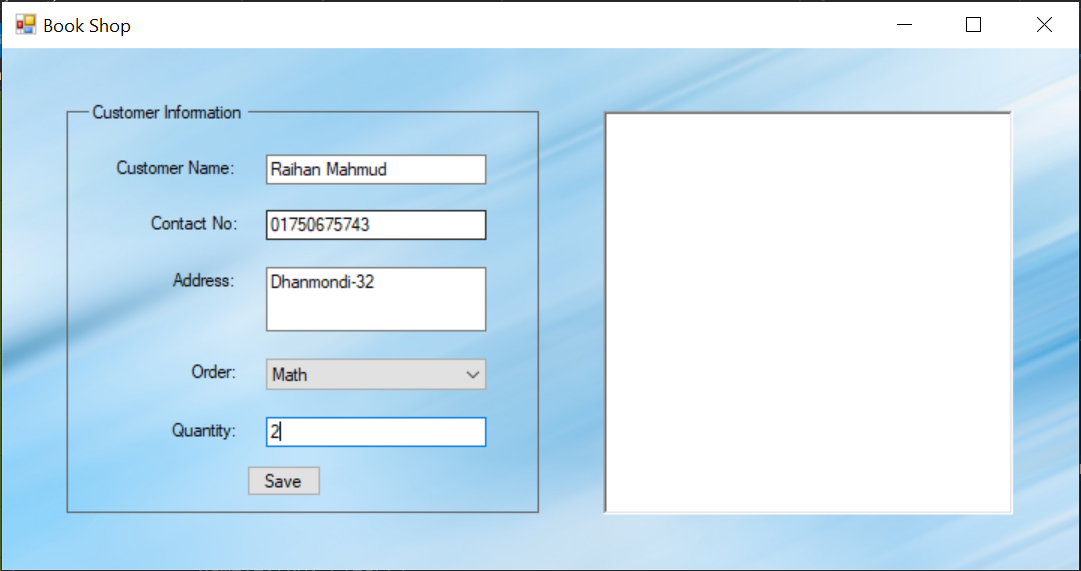 Book Shop
Customer Information
Customer Name: Raihan Mahmud
Contact No: 01750675743
Address: Dhanmondi-32
Order: Math
Quantity: 2
Save